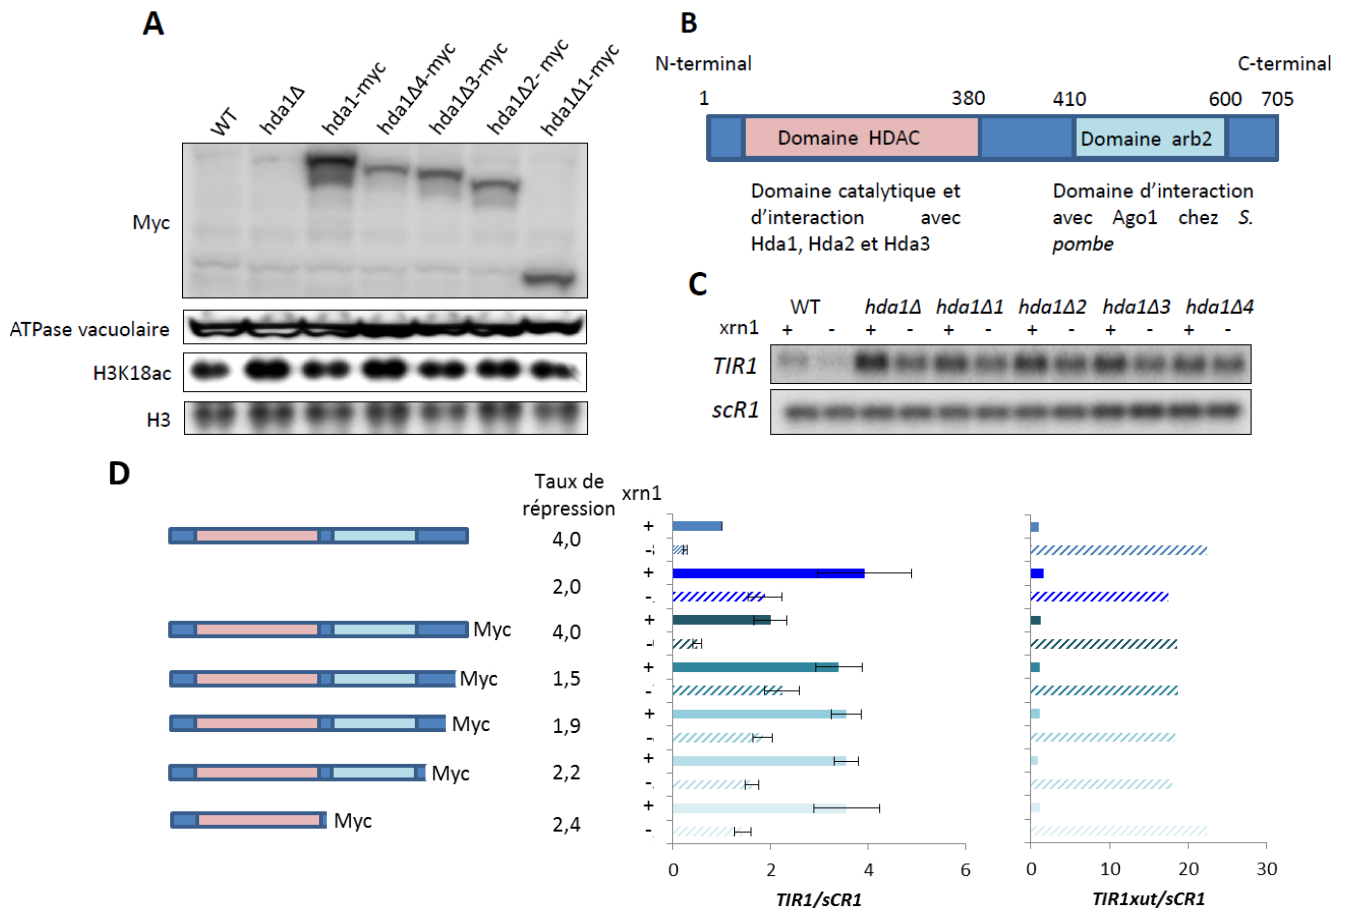 A
WT
hda1Δ
hda1-myc
hda1Δ4-myc
hda1Δ3-myc
hda1Δ2- myc
hda1Δ1-myc
Myc
ATPase vacuolaire
H3K18ac
H3
B
N-terminal
C-terminal
1 380 410 600 705
Domaine HDAC
Domaine arb2
Domaine catalytique et
d'interaction avec
Hda1, Hda2 et Hda3
Domaine d'interaction
avec Ago1 chez S.
pombe
C
WT hda1Δ hda1Δ1 hda1Δ2 hda1Δ3 hda1Δ4
xrn1 + - + - + - + - + - + -
TIR1
scR1
D
Taux de
répression
xrn1
4,0
+
-
2,0
+
-
Myc
4,0
+
-
Myc
1,5
+
-
Myc
1,9
+
-
Myc
2,2
+
-
Myc
2,4
+
-
0 2 4 6
TIR1/sCR1
0 10 20 30
TIR1xut/sCR1